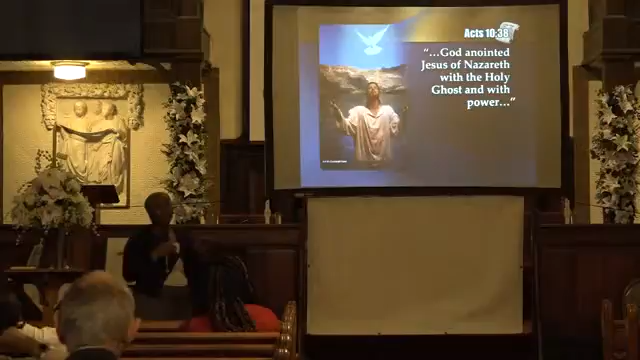 Acts 10:38
“...God anointed
Jesus of Nazareth
with the Holy
Ghost and with
power...”